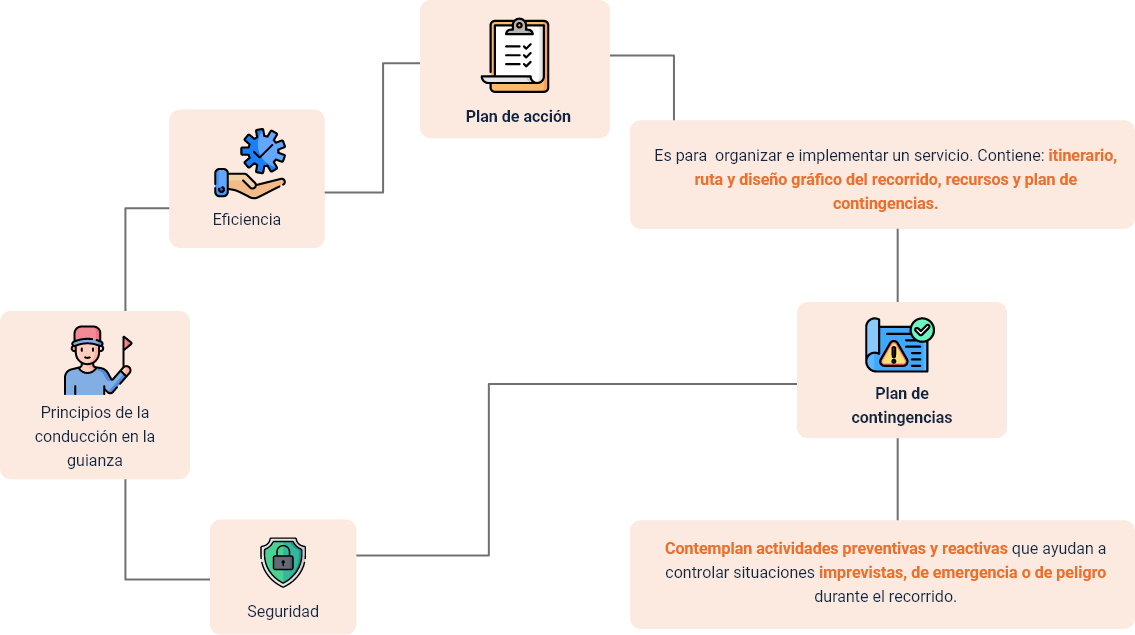 Plan de acción
Es para organizar e implementar un servicio. Contiene: itinerario,
ruta y diseño gráfico del recorrido, recursos y plan de
contingencias.
Eficiencia
Principios de la
conducción en la
guianza
Plan de
contingencias
Seguridad
Contemplan actividades preventivas y reactivas que ayudan a
controlar situaciones imprevistas, de emergencia o de peligro
durante el recorrido.